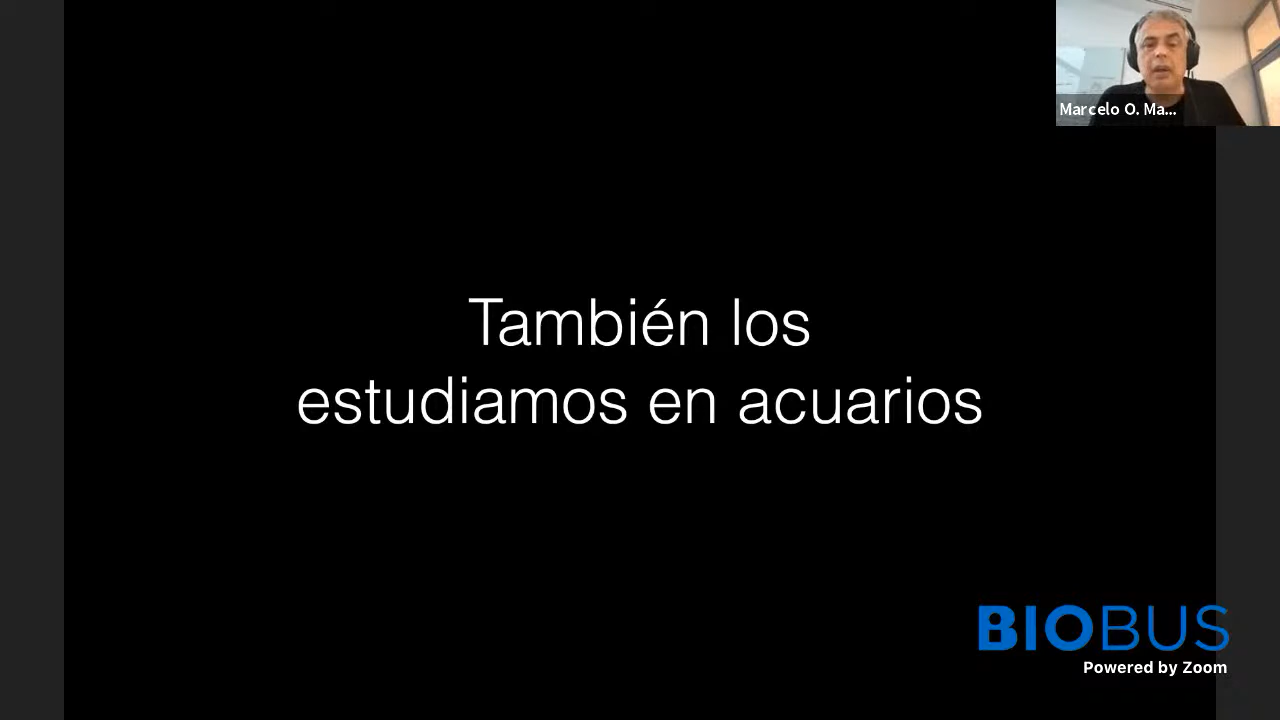 Marcelo O. Ma...
También los
estudiamos en acuarios
BIOBUS
Powered by Zoom